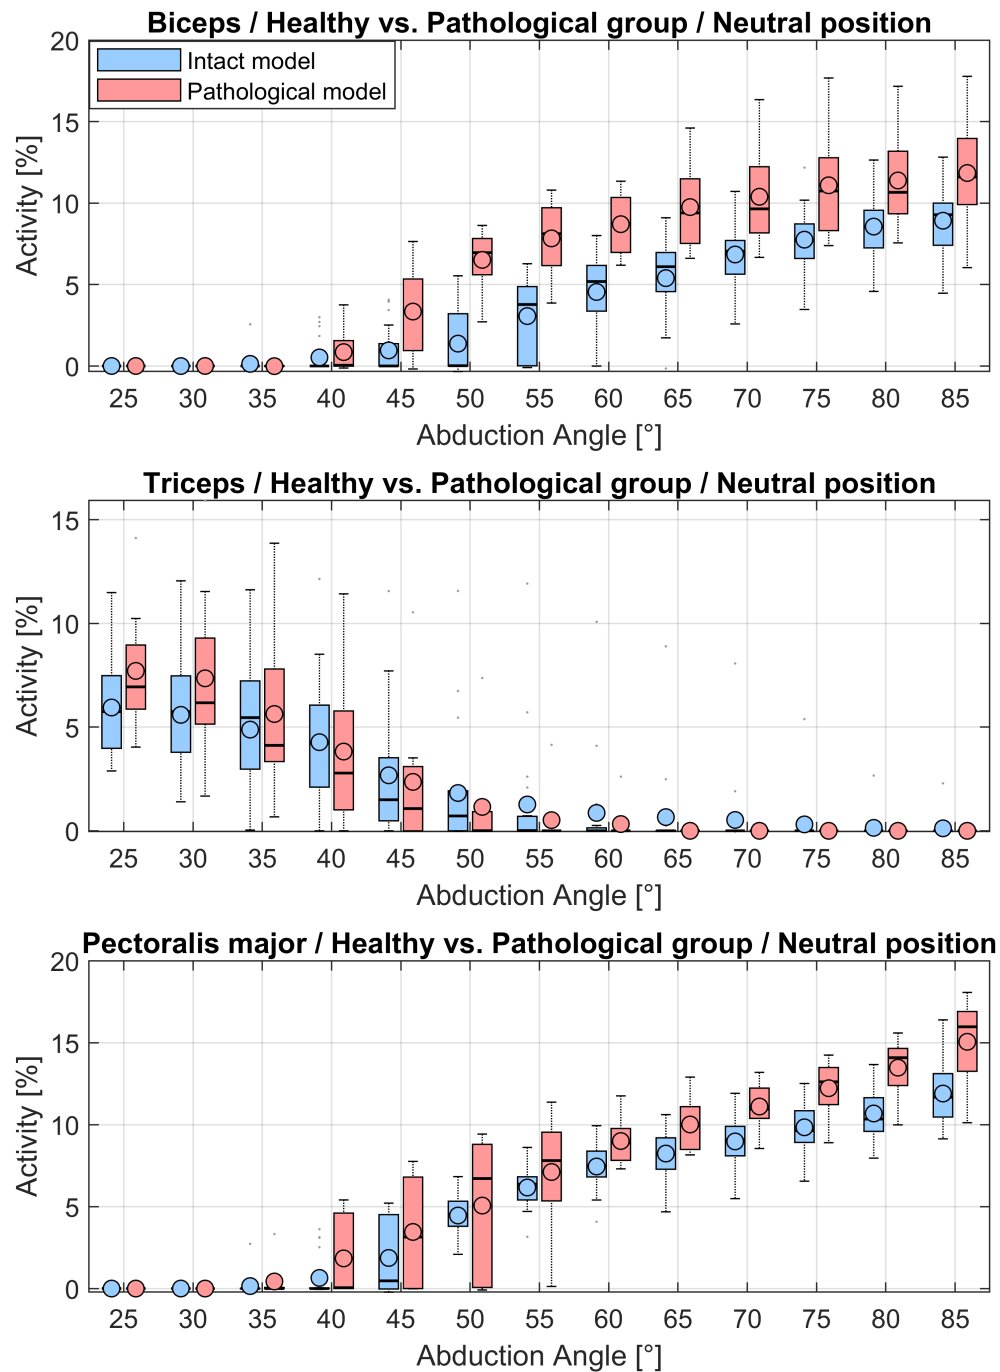 Biceps / Healthy vs. Pathological group / Neutral position
20
15
10
5
0
Activity [%]
Intact model
Pathological model
25 30 35 40 45 50 55 60 65 70 75 80 85
Abduction Angle [°]
Triceps / Healthy vs. Pathological group / Neutral position
15
10
5
0
Activity [%]
25 30 35 40 45 50 55 60 65 70 75 80 85
Abduction Angle [°]
Pectoralis major / Healthy vs. Pathological group / Neutral position
20
15
10
5
0
Activity [%]
25 30 35 40 45 50 55 60 65 70 75 80 85
Abduction Angle [°]